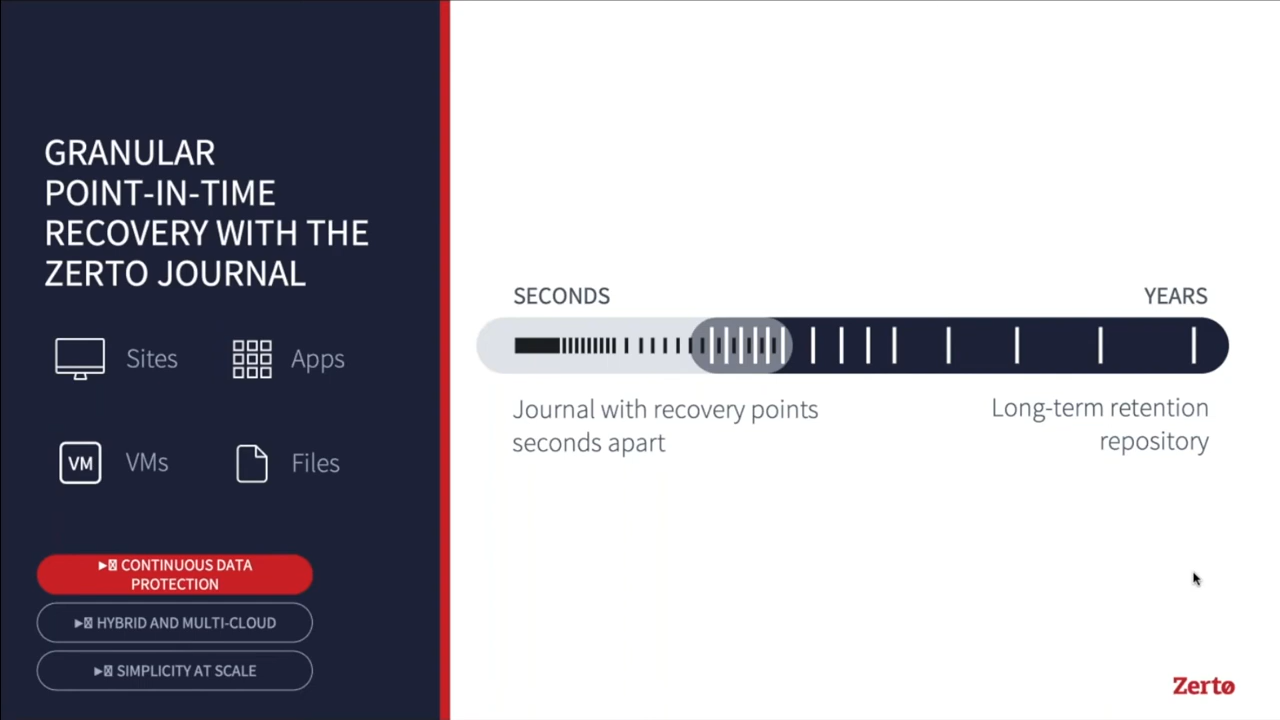 GRANULAR
POINT-IN-TIME
RECOVERY WITH THE
ZERTO JOURNAL
Sites
Apps
VM
VMs
Files
CONTINUOUS DATA
PROTECTION
HYBRID AND MULTI-CLOUD
SIMPLICITY AT SCALE
SECONDS
YEARS
Journal with recovery points
seconds apart
Long-term retention
repository
Zerto